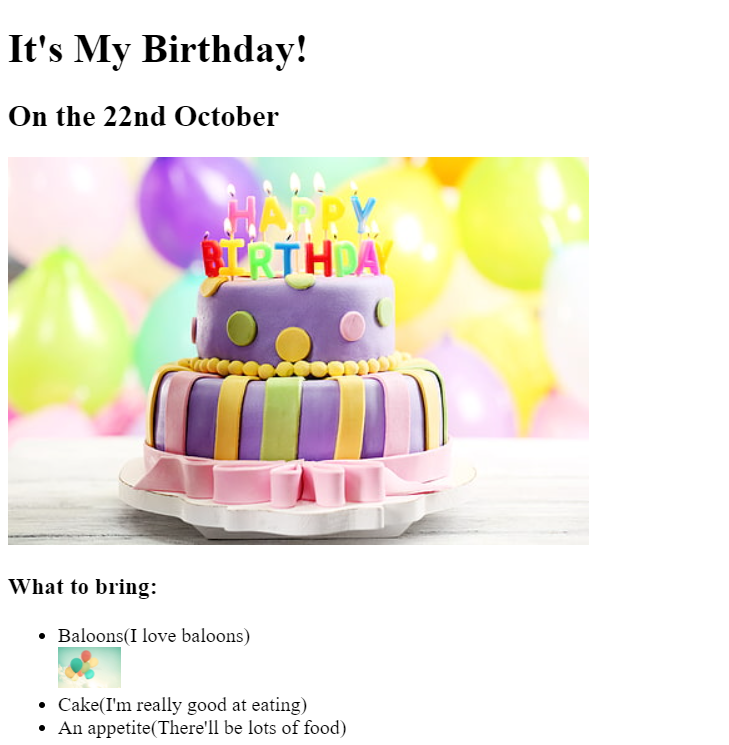 It's My Birthday!
On the 22nd October
HAPPY
BIRTHDAY
What to bring:
Baloons(I love baloons)
Cake(I'm really good at eating)
An appetite(There'll be lots of food)